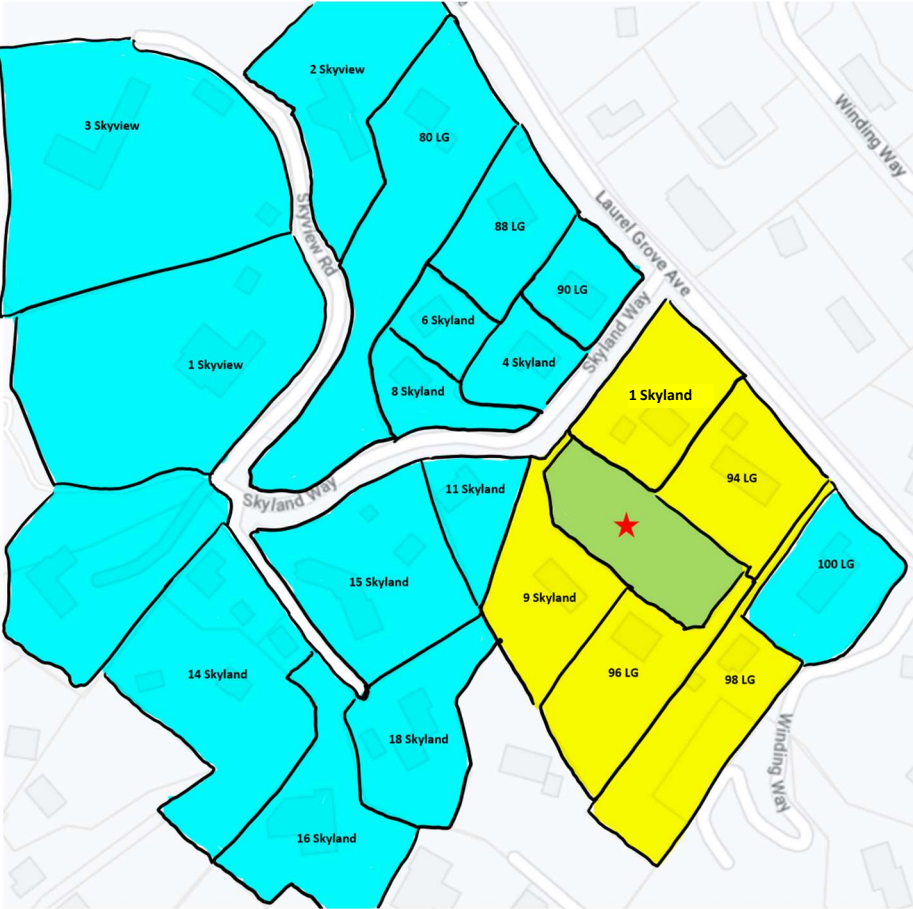 2 Skyview
3 Skyview
80 LG
Winding Way
Skyview Rd
Laurel Grove Ave
88 LG
90 LG
6 Skyland
Skyland Way
1 Skyview
4 Skyland
8 Skyland
1 Skyland
94 LG
11 Skyland
Skyland Way
100 LG
15 Skyland
9 Skyland
14 Skyland
96 LG
98 LG
18 Skyland
Winding Way
16 Skyland